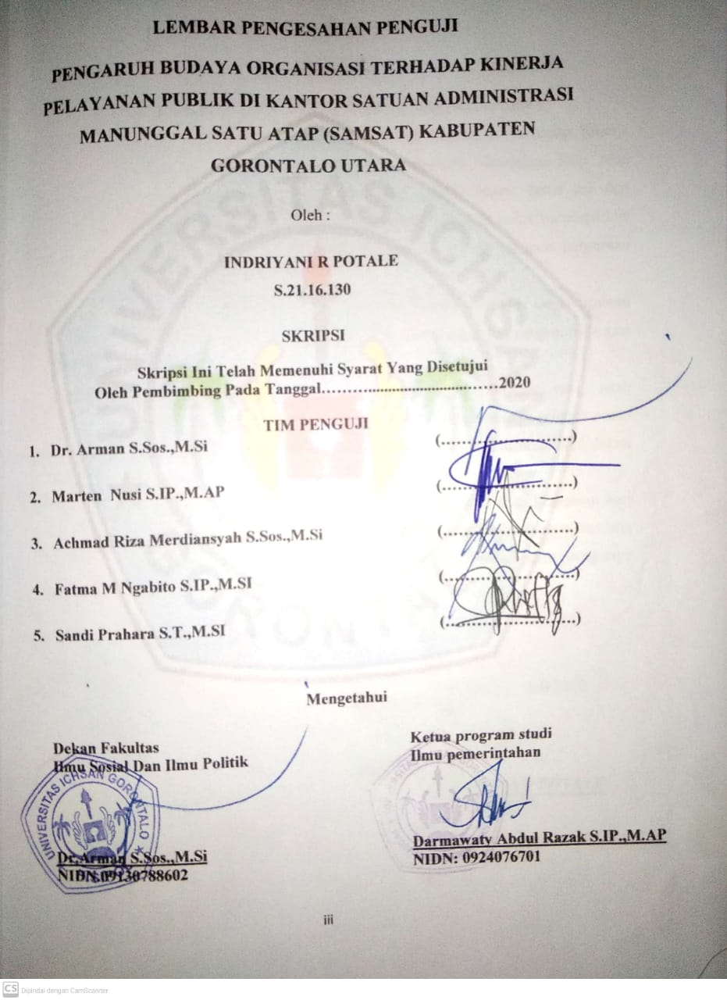 LEMBAR PENGESAHAN PENGUJI
PENGARUH BUDAYA ORGANISASI TERHADAP KINERJA
PELAYANAN PUBLIK DI KANTOR SATUAN ADMINISTRASI
MANUNGGAL SATU ATAP (SAMSAT) KABUPATEN
GORONTALO UTARA
Oleh :
INDRIYANI R POTALE
S.21.16.130
SKRIPSI
Skripsi Ini Telah Memenuhi Syarat Yang Disetujui
Oleh Pembimbing Pada Tanggal.......................................2020
TIM PENGUJI
1. Dr. Arman S.Sos.,M.Si (..............................)
2. Marten Nusi S.IP.,M.AP (..............................)
3. Achmad Riza Merdiansyah S.Sos.,M.Si (..............................)
4. Fatma M Ngabito S.IP.,M.SI (..............................)
5. Sandi Prahara S.T.,M.SI (..............................)
Mengetahui
Dekan Fakultas
Ilmu Sosial Dan Ilmu Politik
UNIVERSITAS ICHSAN GORONTALO
Dr.Arman S.Sos.,M.Si
NIDN.09130788602
Ketua program studi
Ilmu pemerintahan
Darmawaty Abdul Razak S.IP.,M.AP
NIDN: 0924076701
iii
UNIVERSITAS ICHSAN
GORONTALO
CS Dipindai dengan CamScanner